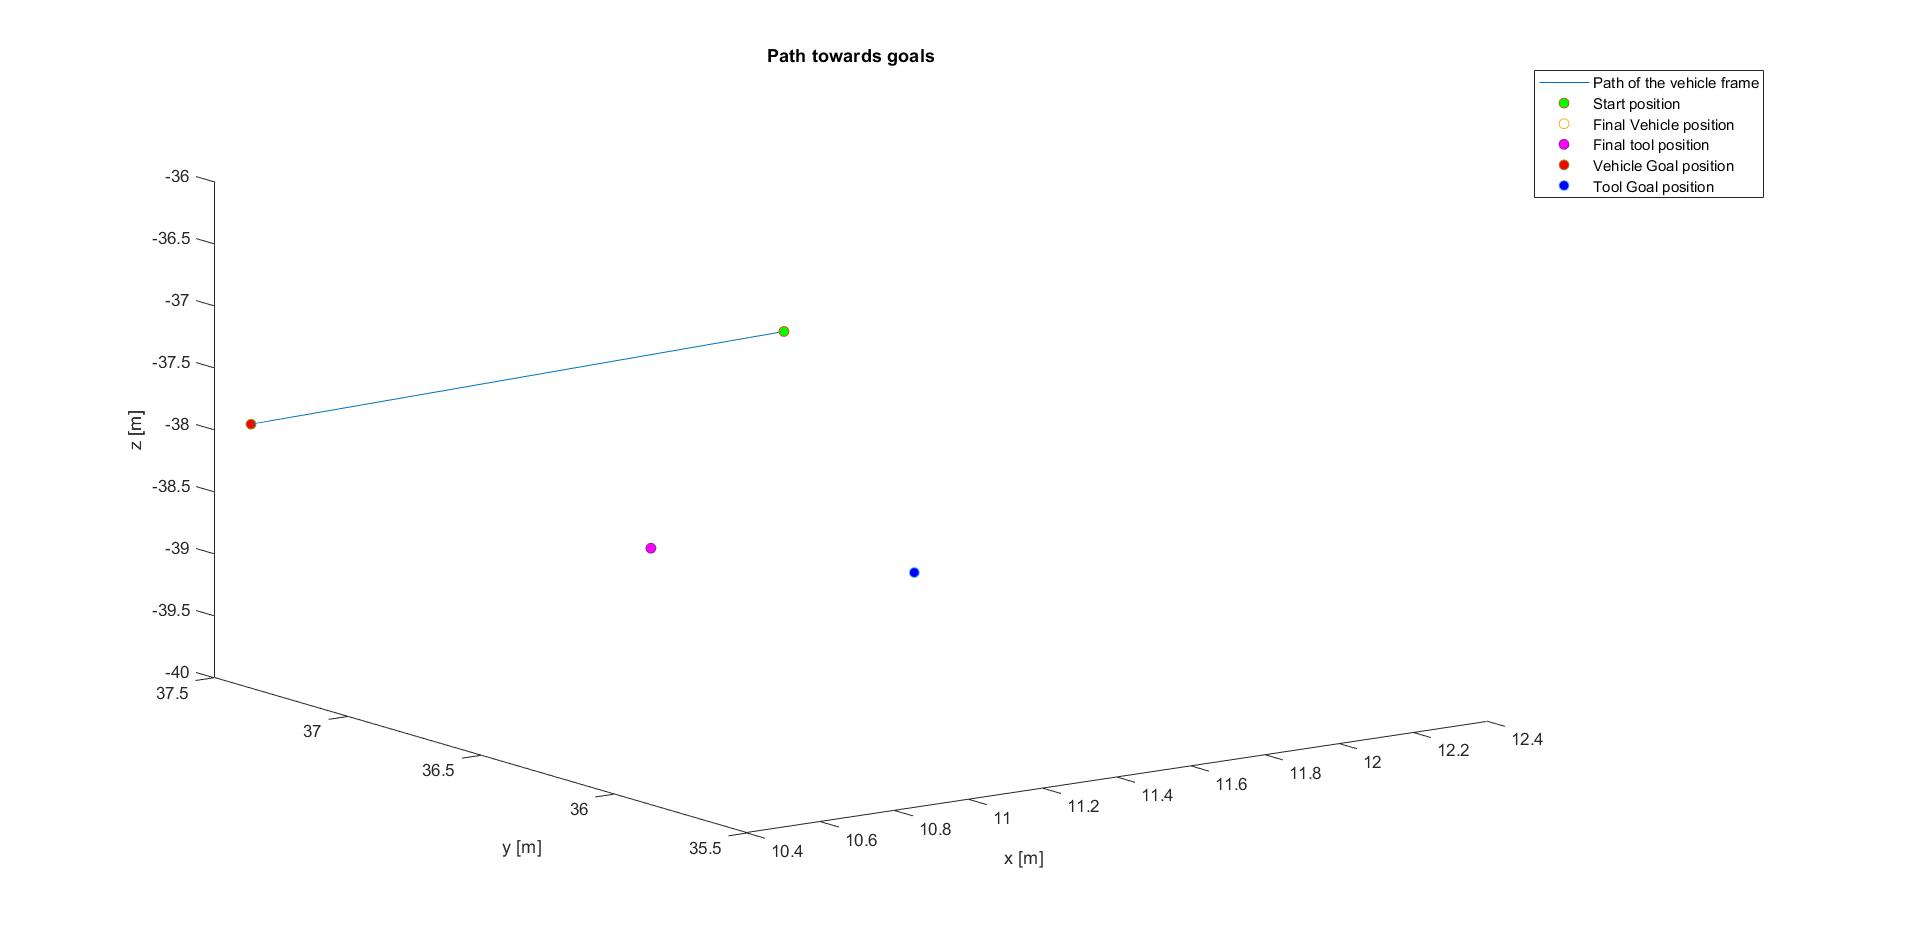 Path towards goals
Path of the vehicle frame
Start position
Final Vehicle position
Final tool position
Vehicle Goal position
Tool Goal position
-36
-36.5
-37
-37.5
-38
-38.5
-39
-39.5
-40
z [m]
37.5
37
36.5
36
35.5
y [m]
10.4
10.6
10.8
11
11.2
11.4
11.6
11.8
12
12.2
12.4
x [m]